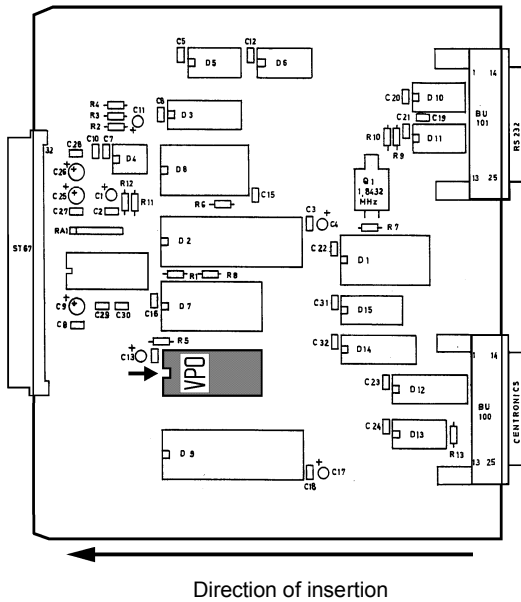 C5
C12
D5
D6
C6
D3
R4
R3
R2
C11
+
C20
D10
C19
C21
D11
R10
R9
1
14
BU
101
13
25
RS232
32
C28
C10
C7
D4
C26
+
C25
+
C27
C1
+
C2
R12
R11
D8
R6
C15
Q1
1,8432
MHz
R7
ST67
RA1
D2
C3
+
C4
C22
D1
R1
R8
C9
+
C8
C29
C30
C16
D7
C31
D15
R5
C32
D14
+
C13
VPO
C23
D12
C24
D13
R13
1
14
BU
100
13
25
CENTRONICS
D9
+
C18
C17
Direction of insertion